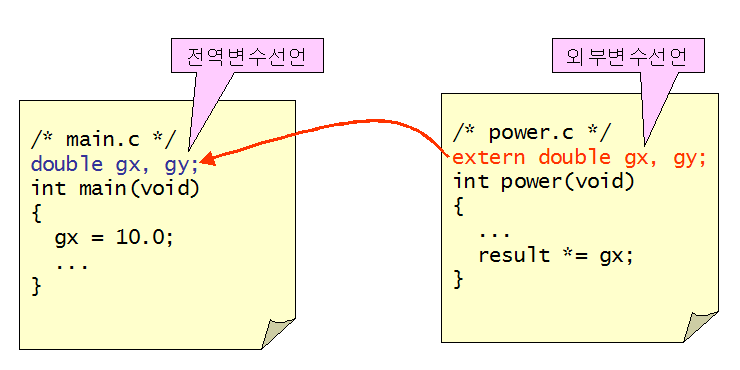 전역변수선언
/* main.c */
double gx, gy;
int main(void)
{
  gx = 10.0;
  ...
}
외부변수선언
/* power.c */
extern double gx, gy;
int power(void)
{
  ...
  result *= gx;
}